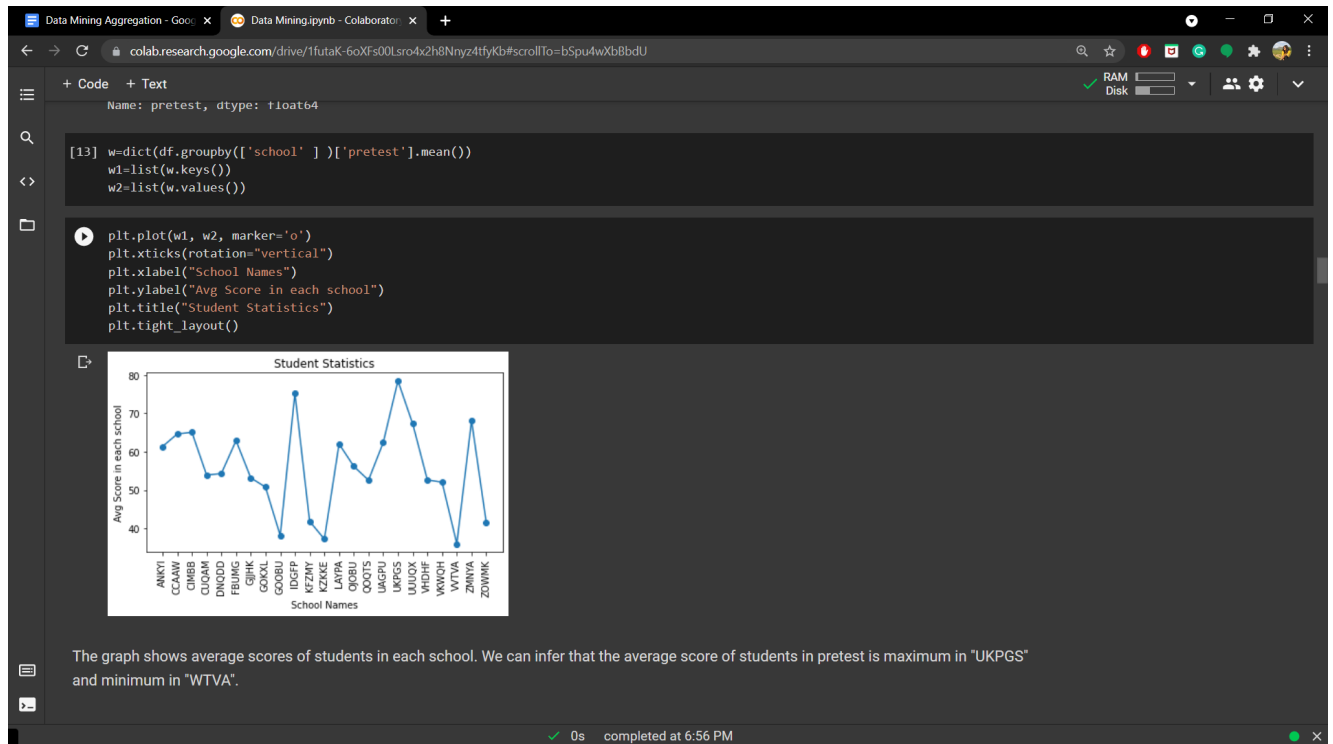 Data Mining Aggregation - Goog
Data Mining.ipynb - Colaborator
colab.research.google.com/drive/1futaK-6oXFs00Lsro4x2h8Nnyz4tfyKb#scrollTo=bSpu4wXbBbdU
+ Code + Text
RAM
Disk
Name: pretest, dtype: float64
[13] w=dict(df.groupby(['school' ] )['pretest'].mean())
w1=list(w.keys())
w2=list(w.values())
plt.plot(w1, w2, marker='o')
plt.xticks(rotation="vertical")
plt.xlabel("School Names")
plt.ylabel("Avg Score in each school")
plt.title("Student Statistics")
plt.tight_layout()
Student Statistics
80
70
60
50
40
Avg Score in each school
ANKYI
CCAAW
CIMBB
CUQAM
DNQDD
FBUMG
GJJHK
GOKXL
GOOBU
IDGFP
KFZMY
KZKKE
LAYPA
OJOBU
QOQTS
UAGPU
UKPGS
UUUQX
VHDHF
VKWQH
VVTVA
ZMNYA
ZOWMK
School Names
The graph shows average scores of students in each school. We can infer that the average score of students in pretest is maximum in "UKPGS"
and minimum in "WTVA".
0s completed at 6:56 PM